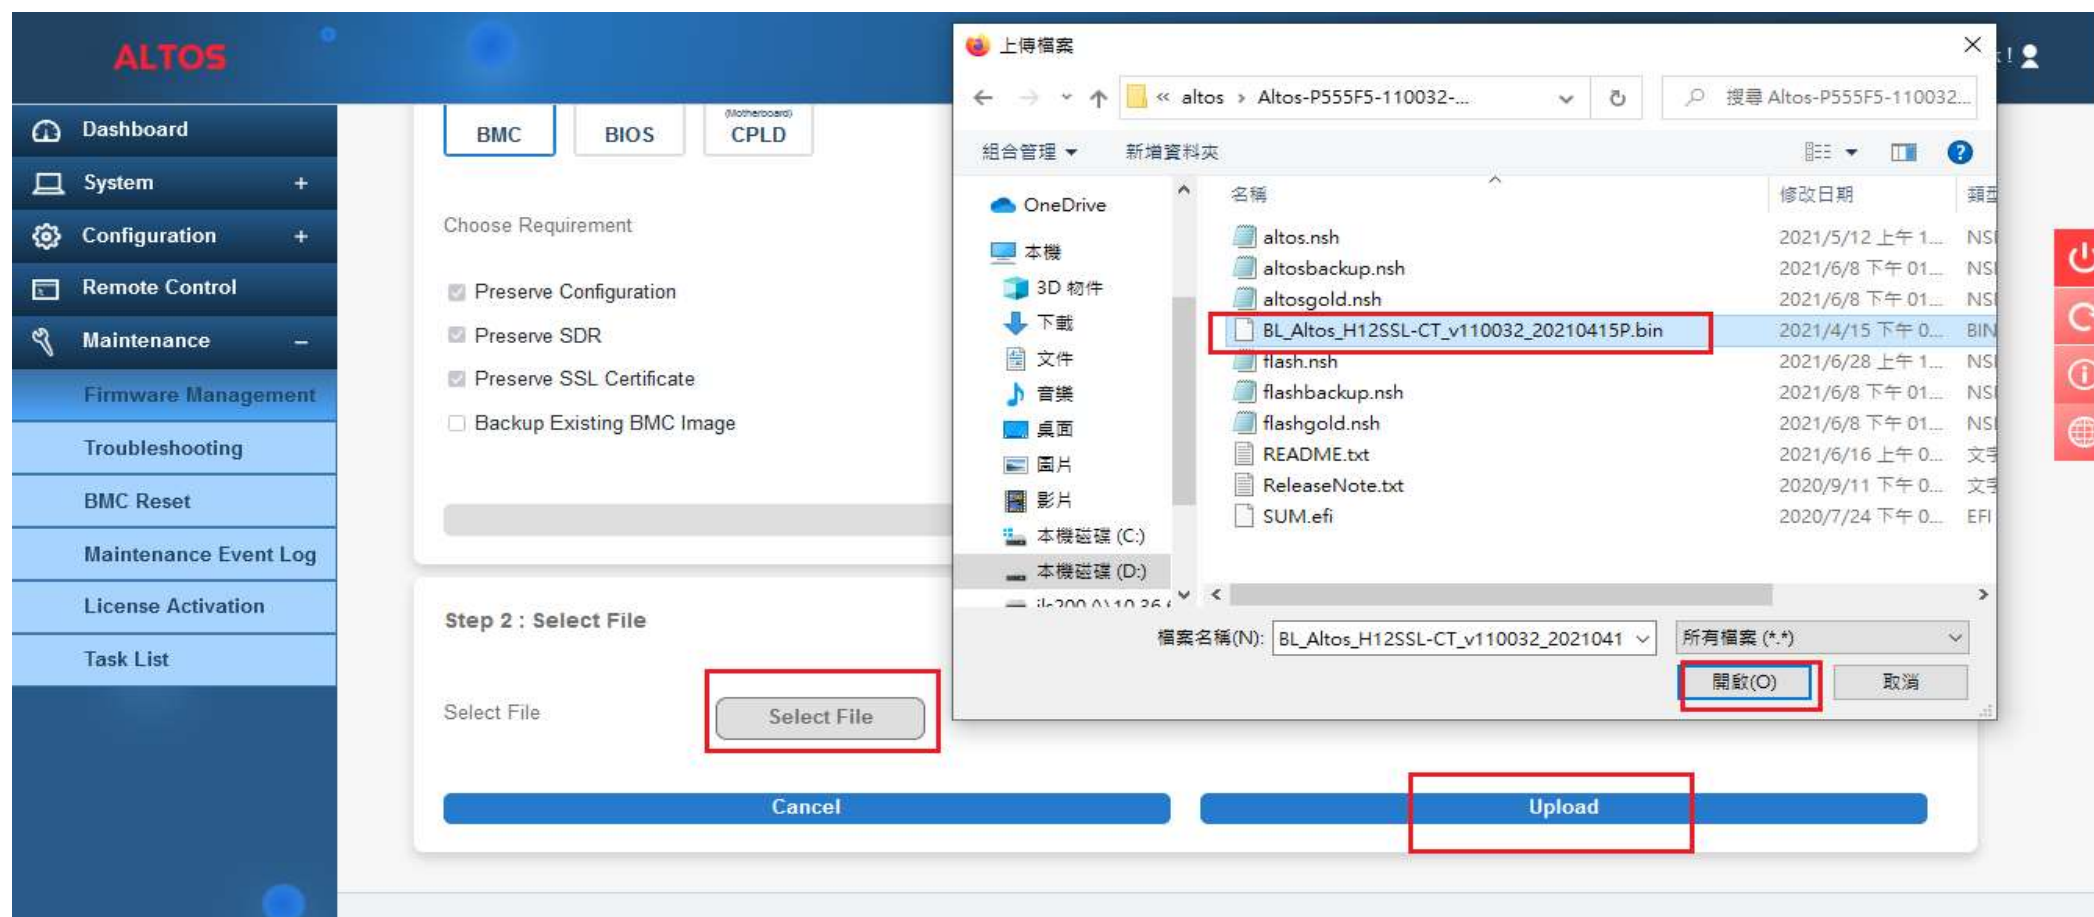 ALTOS
Dashboard
System +
Configuration +
Remote Control
Maintenance –
Firmware Management
Troubleshooting
BMC Reset
Maintenance Event Log
License Activation
Task List
BMC
BIOS
(Motherboard)
CPLD
Choose Requirement
Preserve Configuration
Preserve SDR
Preserve SSL Certificate
Backup Existing BMC Image
Step 2 : Select File
Select File
Select File
Cancel
Upload
上傳檔案
« altos › Altos-P555F5-110032-...
搜尋 Altos-P555F5-110032...
組合管理
新增資料夾
OneDrive
本機
3D 物件
下載
文件
音樂
桌面
圖片
影片
本機磁碟 (C:)
本機磁碟 (D:)
名稱 修改日期
altos.nsh 2021/5/12 上午 1...
altosbackup.nsh 2021/6/8 下午 01...
altosgold.nsh 2021/6/8 下午 01...
BL_Altos_H12SSL-CT_v110032_20210415P.bin 2021/4/15 下午 0... BIN
flash.nsh 2021/6/28 上午 1...
flashbackup.nsh 2021/6/8 下午 01...
flashgold.nsh 2021/6/8 下午 01...
README.txt 2021/6/16 上午 0...
ReleaseNote.txt 2020/9/11 下午 0...
SUM.efi 2020/7/24 下午 0... EFI
檔案名稱(N): BL_Altos_H12SSL-CT_v110032_2021041
所有檔案 (*.*)
開啟(O)
取消